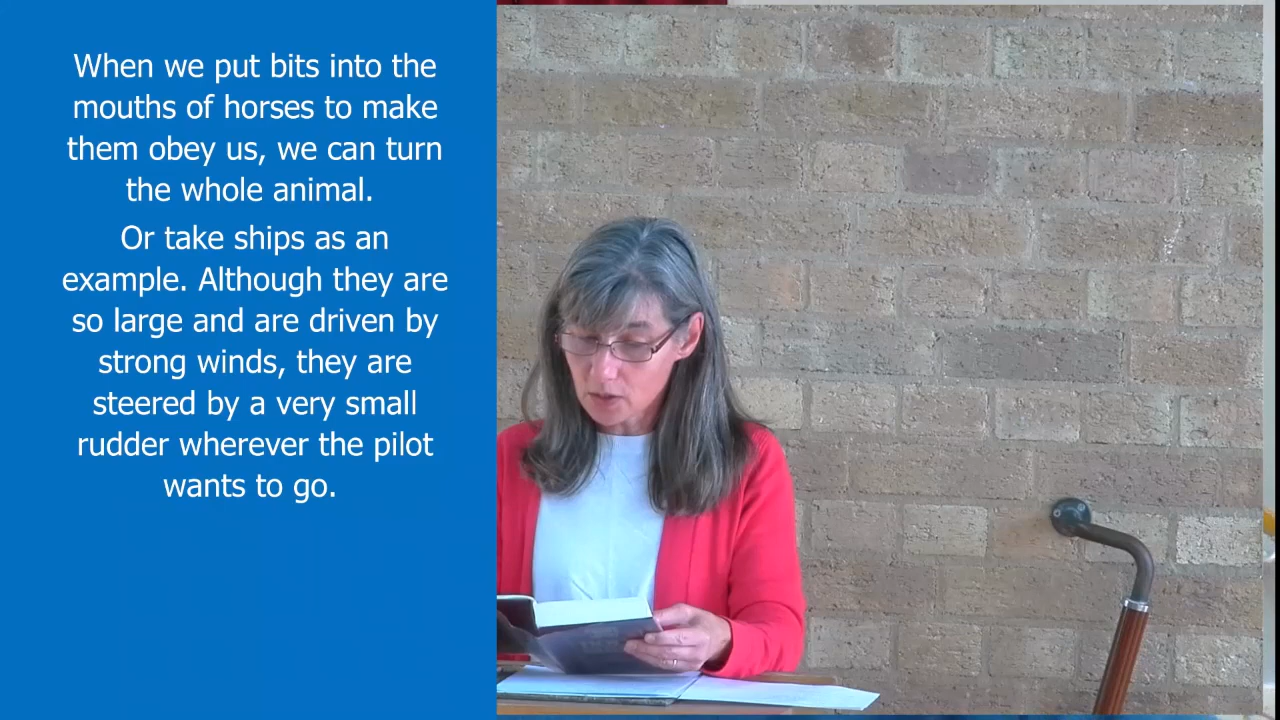 When we put bits into the
mouths of horses to make
them obey us, we can turn
the whole animal.
Or take ships as an
example. Although they are
so large and are driven by
strong winds, they are
steered by a very small
rudder wherever the pilot
wants to go.